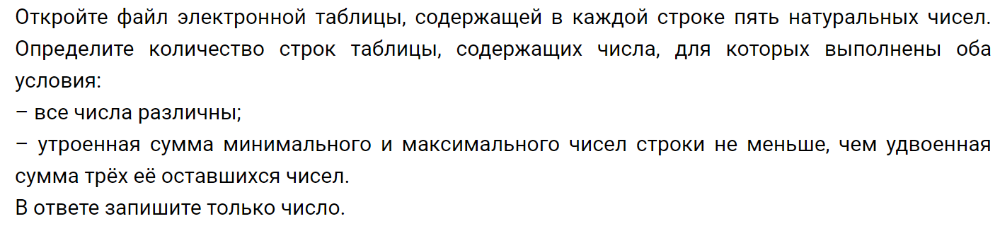 Откройте файл электронной таблицы, содержащей в каждой строке пять натуральных чисел.
Определите количество строк таблицы, содержащих числа, для которых выполнены оба
условия:
– все числа различны;
– утроенная сумма минимального и максимального чисел строки не меньше, чем удвоенная
сумма трёх её оставшихся чисел.
В ответе запишите только число.